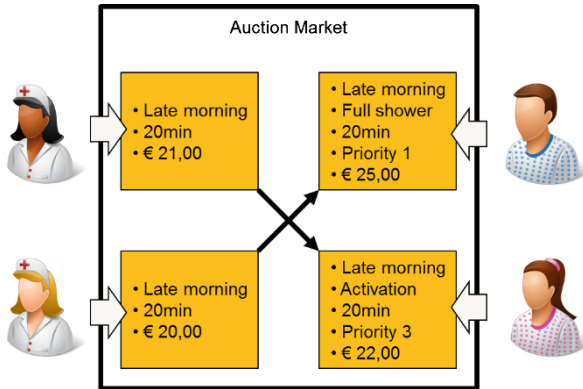 Auction Market
• Late morning
• 20min
• € 21,00
• Late morning
• Full shower
• 20min
• Priority 1
• € 25,00
• Late morning
• 20min
• € 20,00
• Late morning
• Activation
• 20min
• Priority 3
• € 22,00